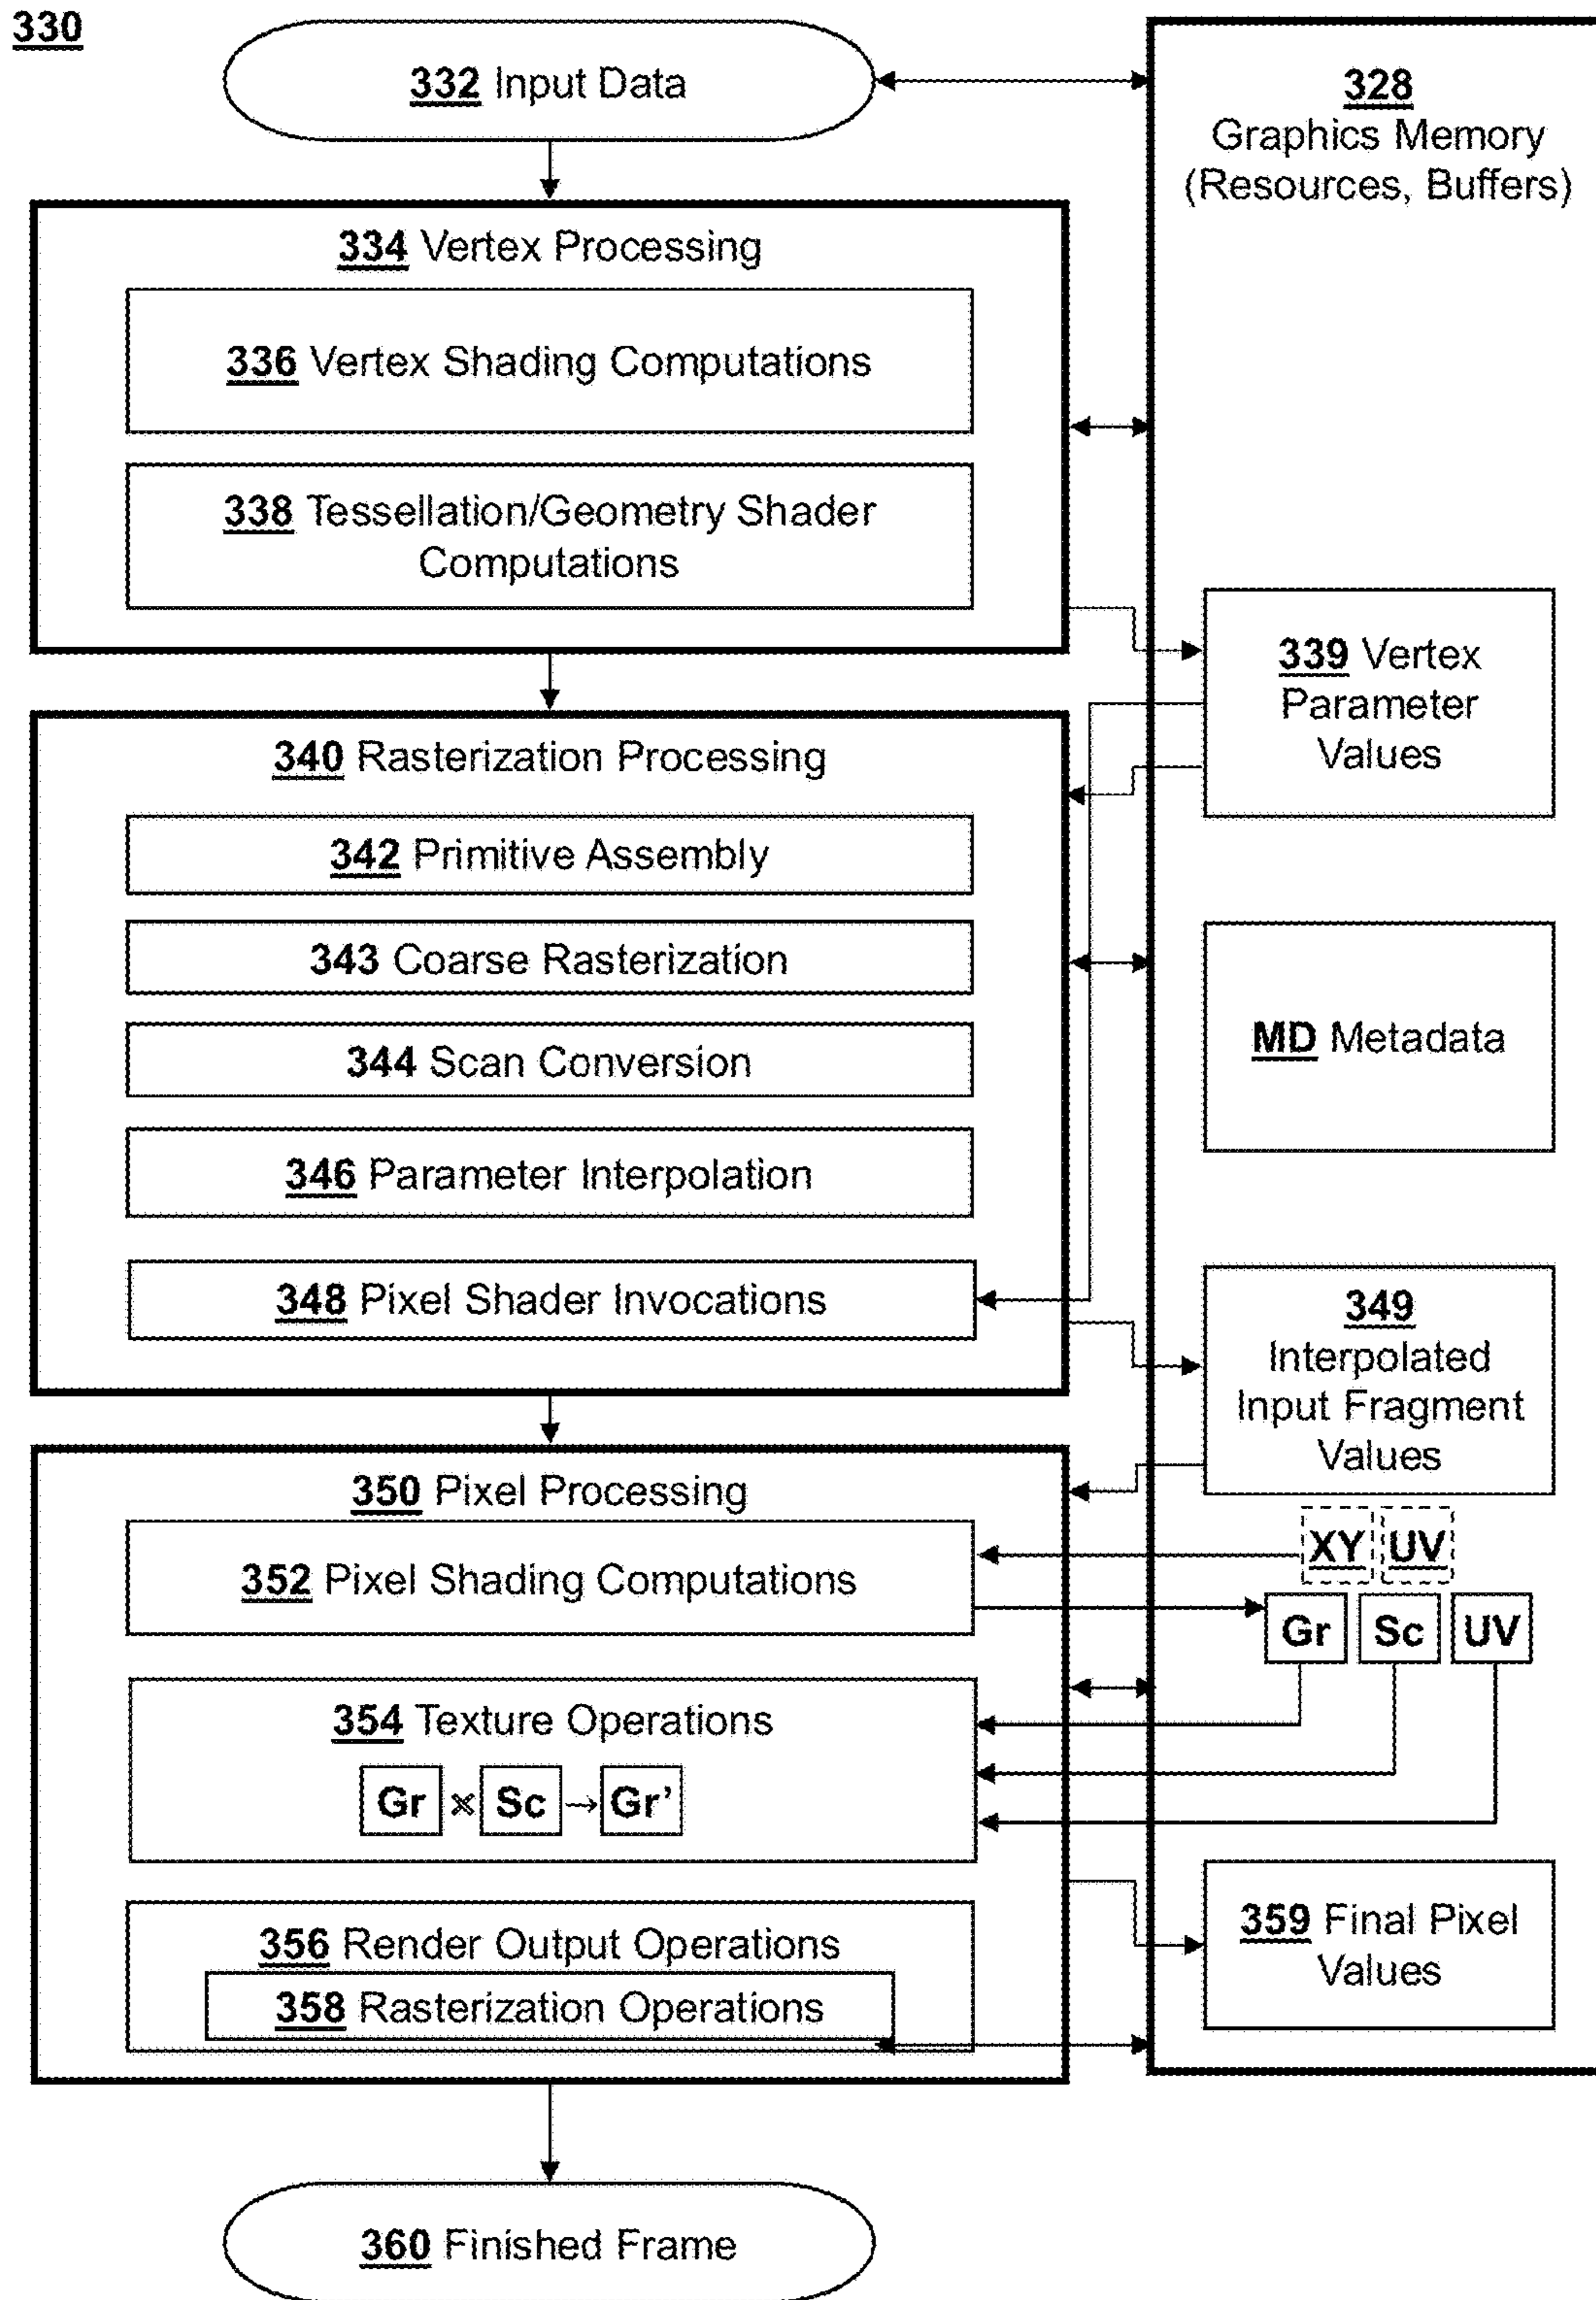 330
332 Input Data
334 Vertex Processing
336 Vertex Shading Computations
338 Tessellation/Geometry Shader
Computations
340 Rasterization Processing
342 Primitive Assembly
343 Coarse Rasterization
344 Scan Conversion
346 Parameter Interpolation
348 Pixel Shader Invocations
350 Pixel Processing
352 Pixel Shading Computations
354 Texture Operations
Gr × Sc → Gr’
356 Render Output Operations
358 Rasterization Operations
360 Finished Frame
328
Graphics Memory
(Resources, Buffers)
339 Vertex
Parameter
Values
MD Metadata
349
Interpolated
Input Fragment
Values
XY UV
Gr Sc UV
359 Final Pixel
Values